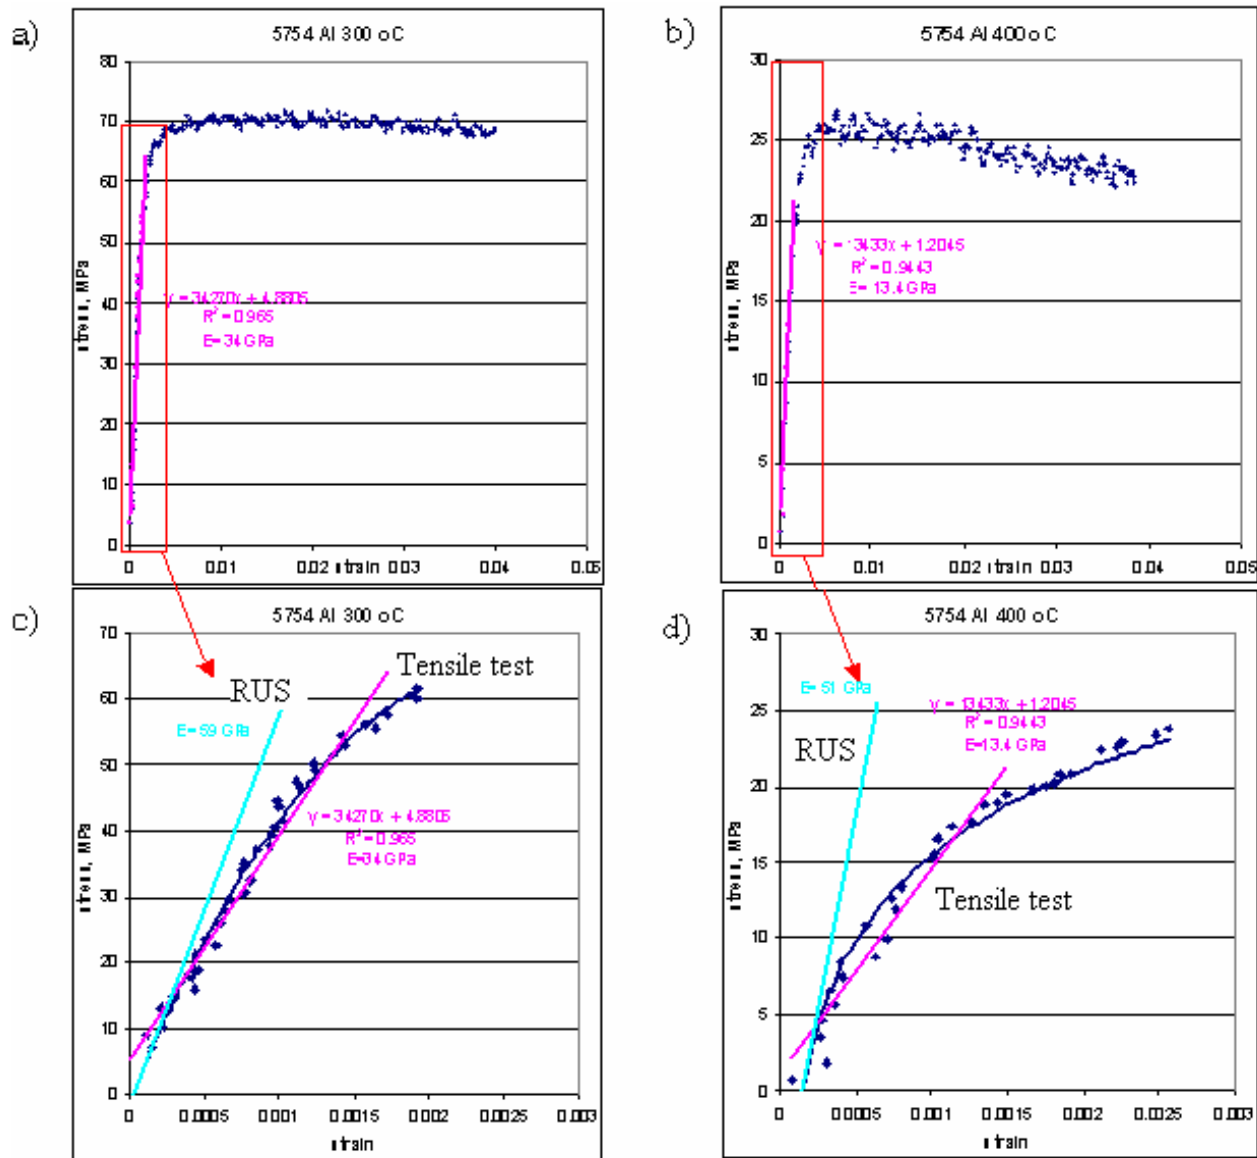 a)
5754 Al 300 oC
80
70
60
50
40
30
20
10
0
stress, MPa
y = 34270x + 4.8806
R² = 0.965
E= 34 GPa
0 0.01 0.02 strain 0.03 0.04 0.05
b)
5754 Al 400 oC
30
25
20
15
10
5
0
stress, MPa
y = 13433x + 1.2045
R² = 0.9443
E= 13.4 GPa
0 0.01 0.02 strain 0.03 0.04 0.05
c)
5754 Al 300 oC
70
60
50
40
30
20
10
0
stress, MPa
RUS
Tensile test
E= 59 GPa
y = 34270x + 4.8806
R² = 0.965
E=34 GPa
0 0.0005 0.001 0.0015 0.002 0.0025 0.003
strain
d)
5754 Al 400 oC
30
25
20
15
10
5
0
stress, MPa
E= 51 GPa
RUS
y = 13433x + 1.2045
R² = 0.9443
E=13.4 GPa
Tensile test
0 0.0005 0.001 0.0015 0.002 0.0025 0.003
strain